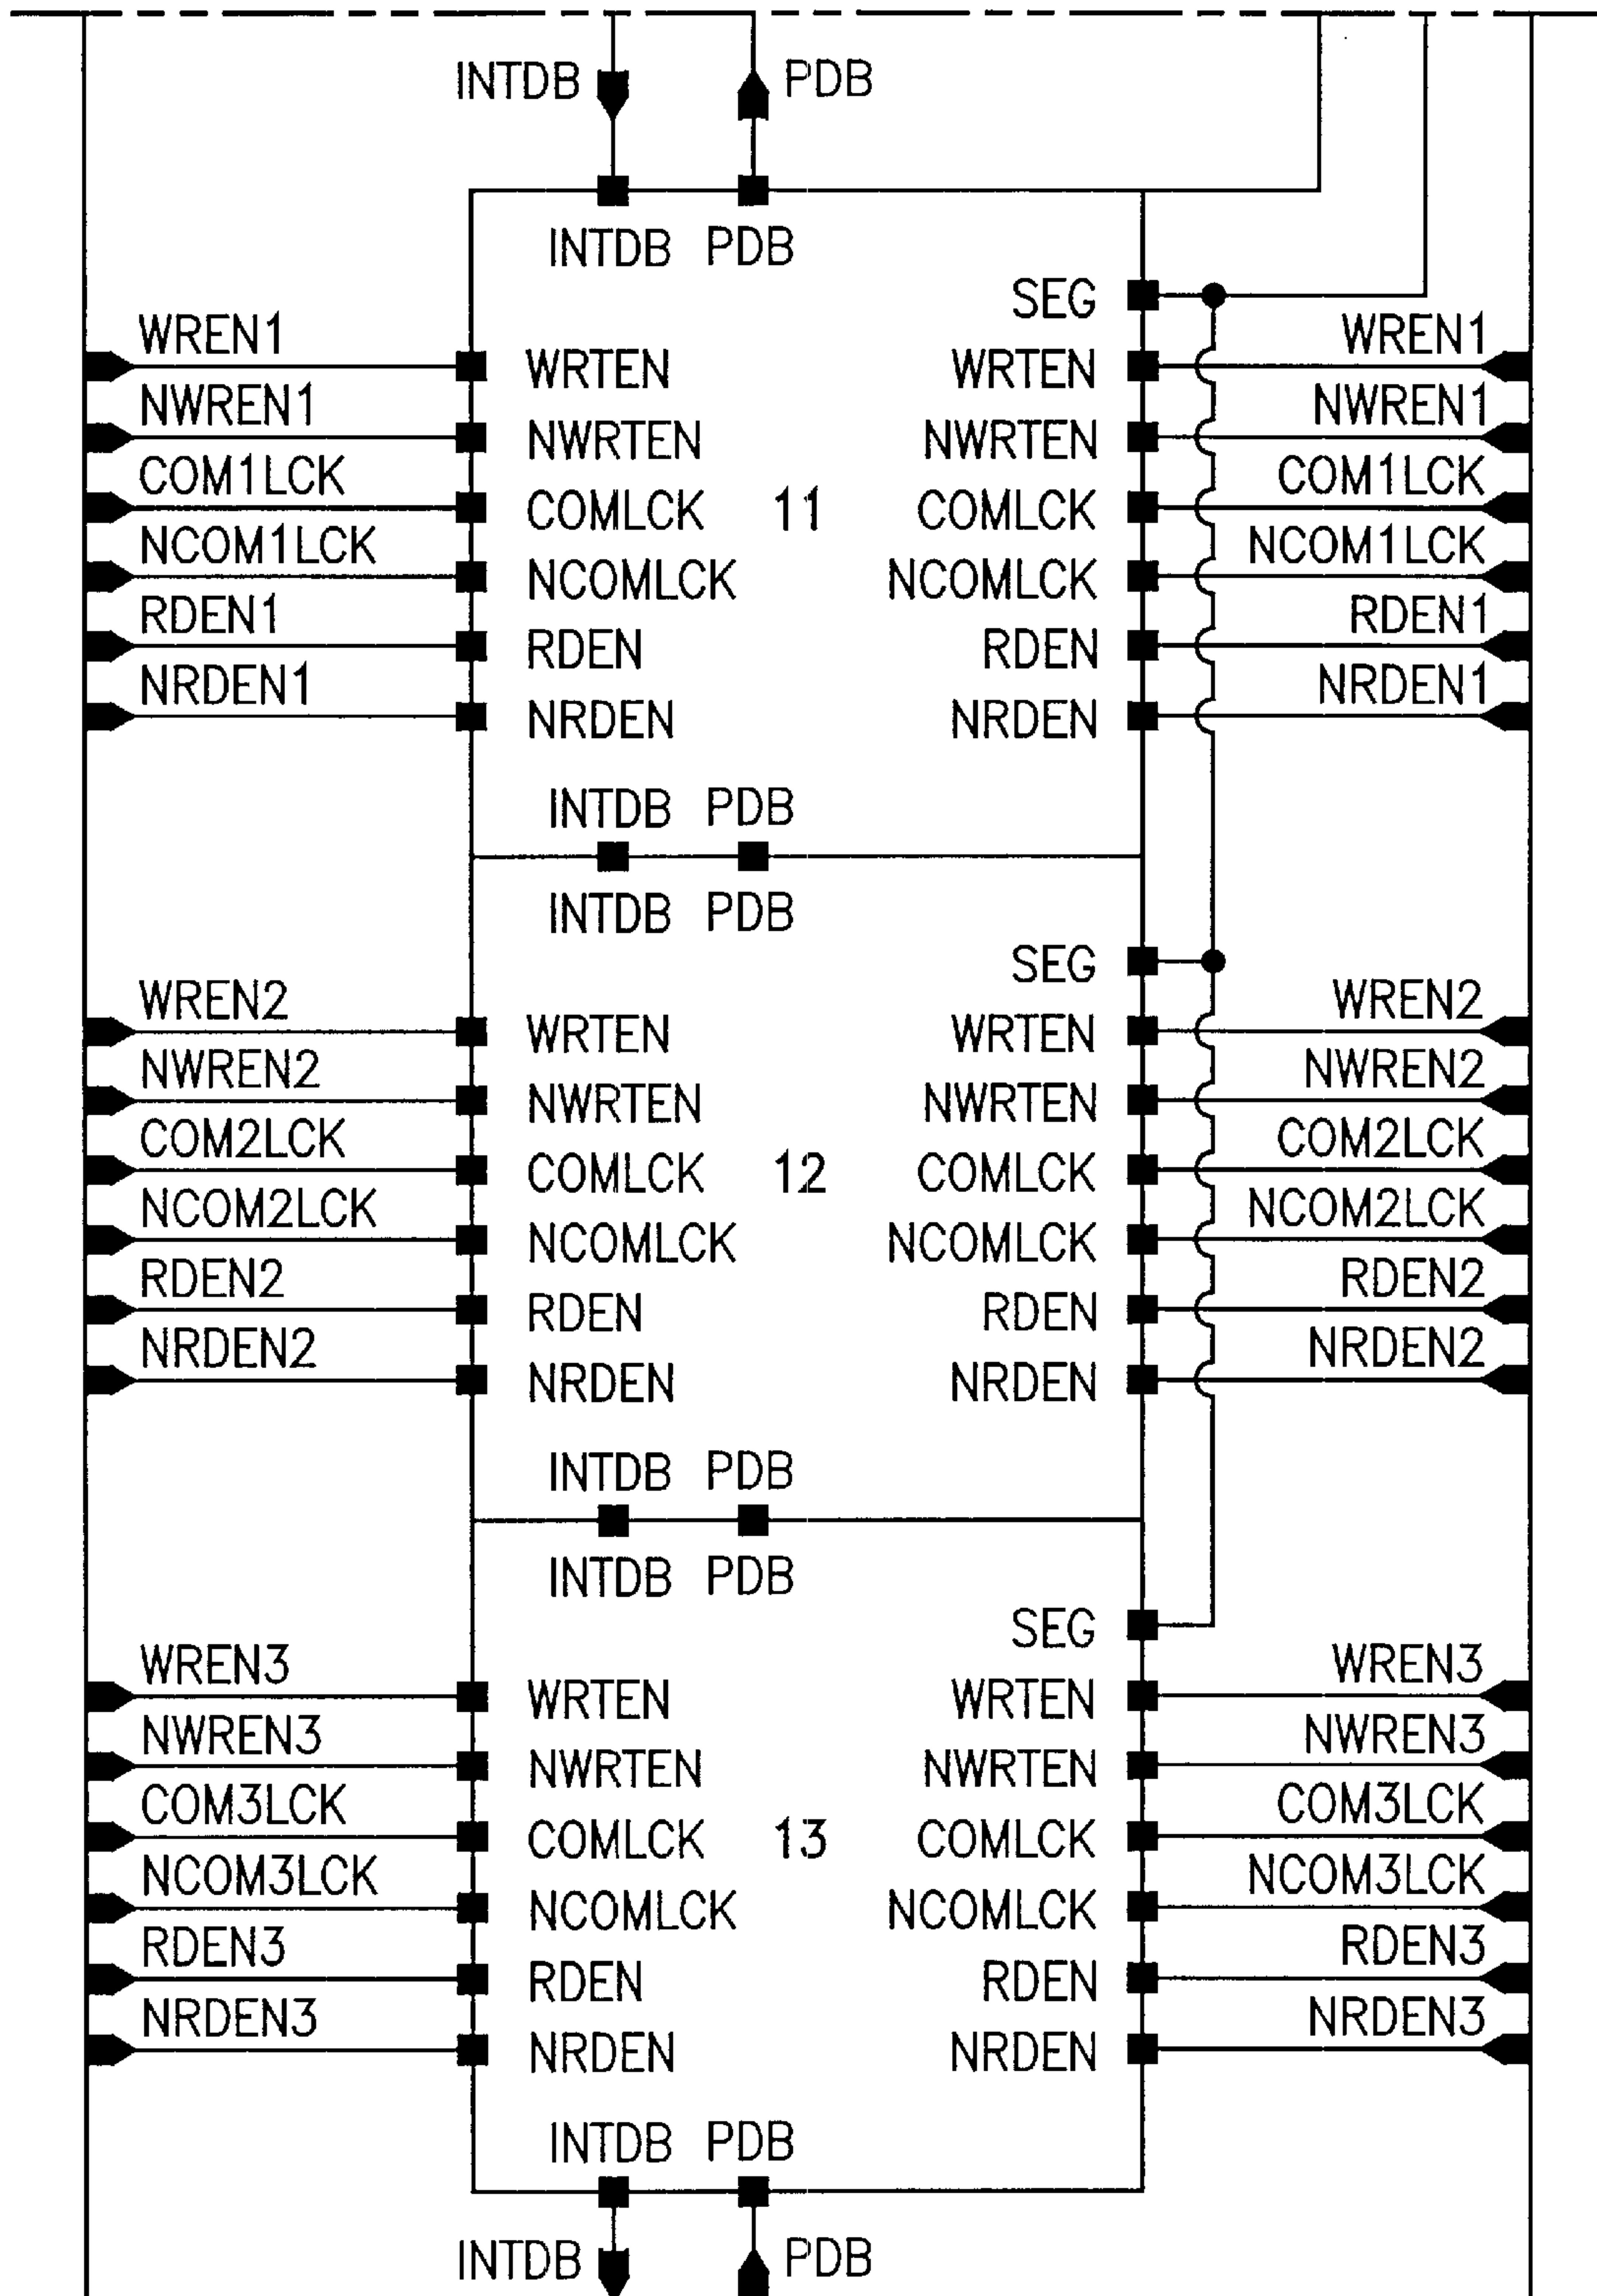 INTDB PDB
INTDB PDB
SEG
WREN1 WRTEN WRTEN WREN1
NWREN1 NWRTEN NWRTEN NWREN1
COM1LCK COMLCK 11 COMLCK COM1LCK
NCOM1LCK NCOMLCK NCOMLCK NCOM1LCK
RDEN1 RDEN RDEN RDEN1
NRDEN1 NRDEN NRDEN NRDEN1
INTDB PDB
INTDB PDB
SEG
WREN2 WRTEN WRTEN WREN2
NWREN2 NWRTEN NWRTEN NWREN2
COM2LCK COMLCK 12 COMLCK COM2LCK
NCOM2LCK NCOMLCK NCOMLCK NCOM2LCK
RDEN2 RDEN RDEN RDEN2
NRDEN2 NRDEN NRDEN NRDEN2
INTDB PDB
INTDB PDB
SEG
WREN3 WRTEN WRTEN WREN3
NWREN3 NWRTEN NWRTEN NWREN3
COM3LCK COMLCK 13 COMLCK COM3LCK
NCOM3LCK NCOMLCK NCOMLCK NCOM3LCK
RDEN3 RDEN RDEN RDEN3
NRDEN3 NRDEN NRDEN NRDEN3
INTDB PDB
INTDB PDB